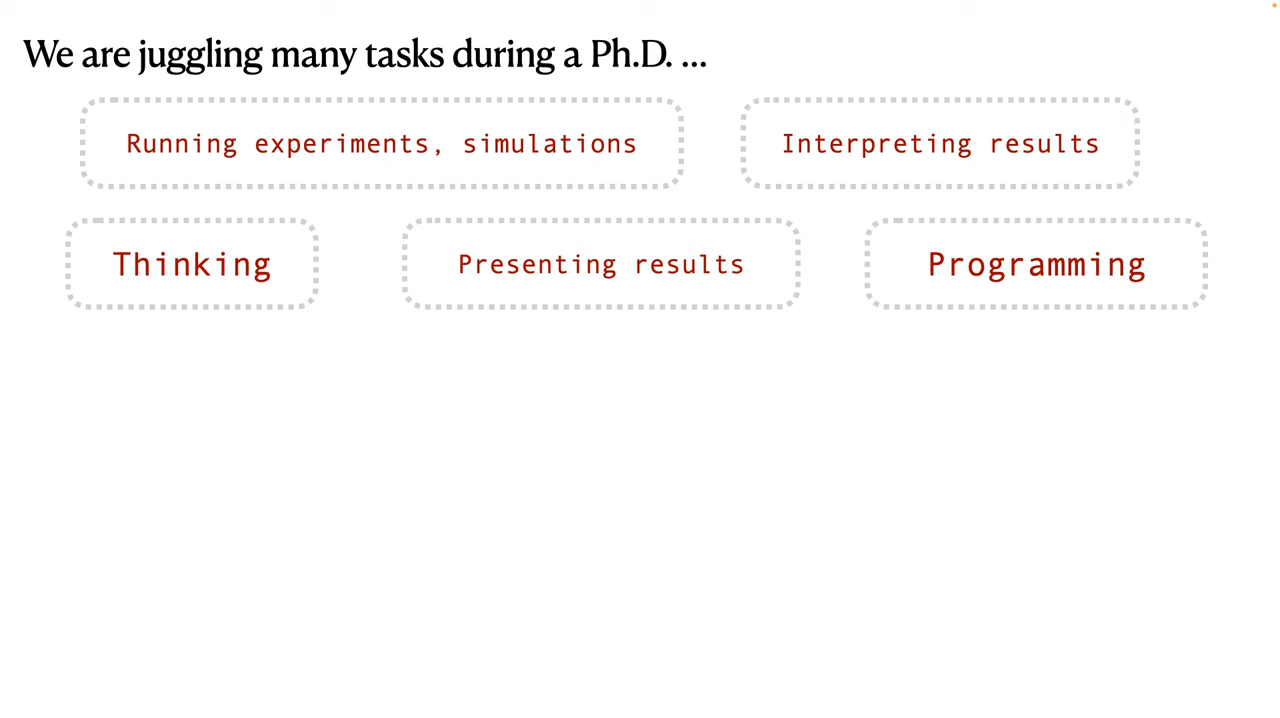 We are juggling many tasks during a Ph.D. ...
Running experiments, simulations
Interpreting results
Thinking
Presenting results
Programming